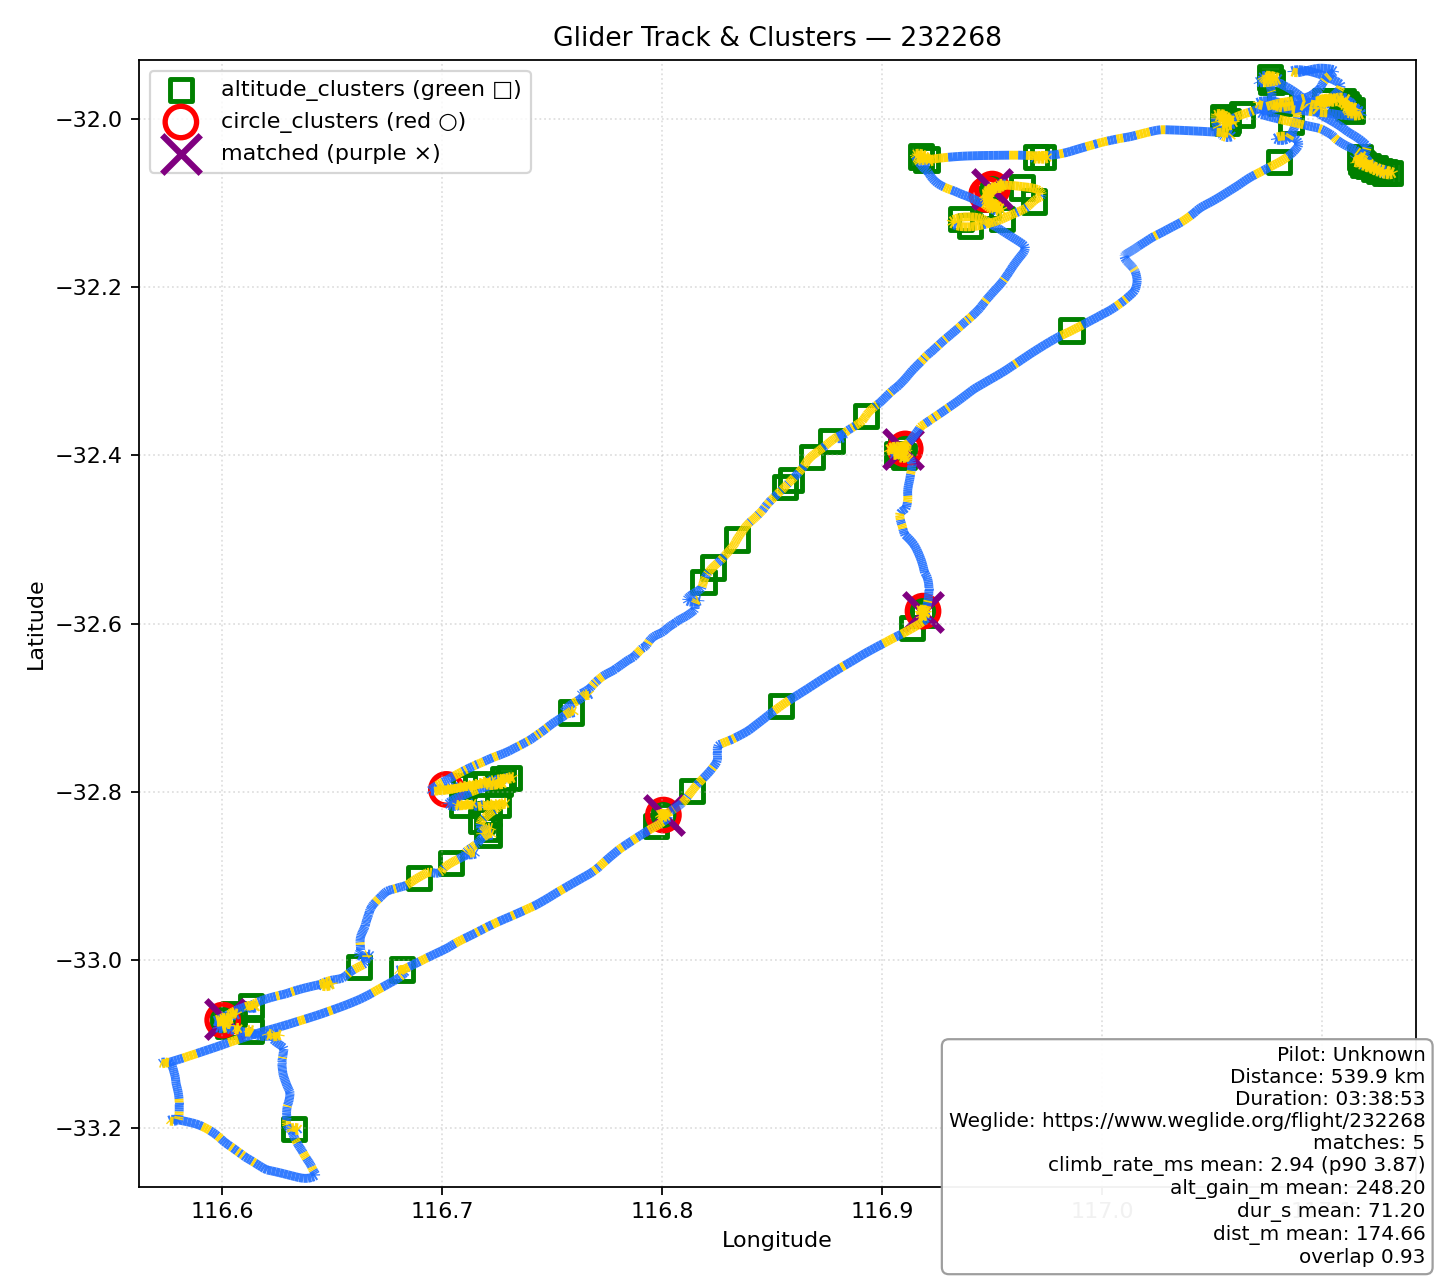 Glider Track & Clusters — 232268
altitude_clusters (green □)
circle_clusters (red ○)
matched (purple ×)
−32.0
−32.2
−32.4
−32.6
−32.8
−33.0
−33.2
Latitude
116.6
116.7
116.8
116.9
117.0
Longitude
Pilot: Unknown
Distance: 539.9 km
Duration: 03:38:53
Weglide: https://www.weglide.org/flight/232268
matches: 5
climb_rate_ms mean: 2.94 (p90 3.87)
alt_gain_m mean: 248.20
dur_s mean: 71.20
dist_m mean: 174.66
overlap 0.93